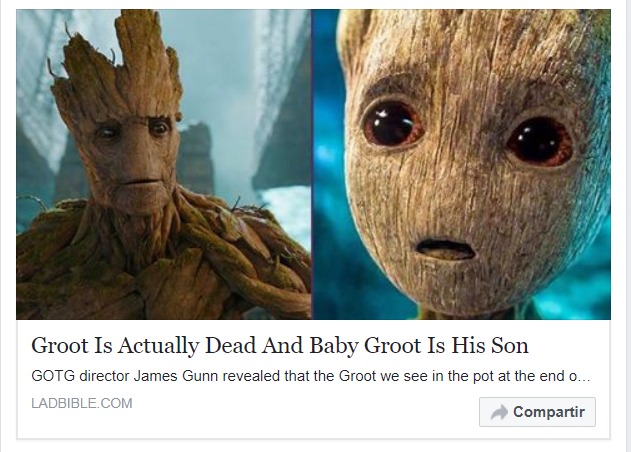 Groot Is Actually Dead And Baby Groot Is His Son
GOTG director James Gunn revealed that the Groot we see in the pot at the end o...
LADBIBLE.COM
Compartir